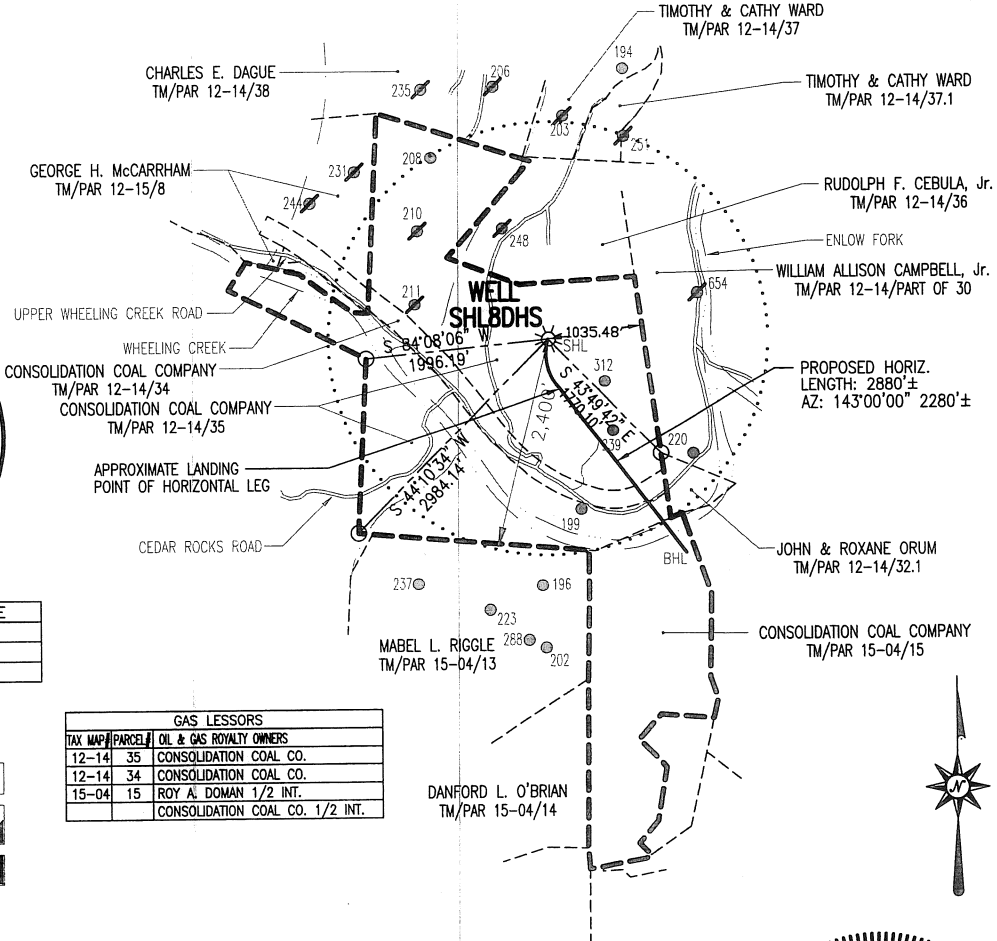 TIMOTHY & CATHY WARD
TM/PAR 12-14/37
194
CHARLES E. DAGUE
TM/PAR 12-14/38
235
206
TIMOTHY & CATHY WARD
TM/PAR 12-14/37.1
203
251
208
GEORGE H. McCARRHAM
TM/PAR 12-15/8
231
244
210
248
RUDOLPH F. CEBULA, Jr.
TM/PAR 12-14/36
ENLOW FORK
WILLIAM ALLISON CAMPBELL, Jr.
TM/PAR 12-14/PART OF 30
654
211
WELL
SHL8DHS
UPPER WHEELING CREEK ROAD
WHEELING CREEK
S 84°08'06" W
1996.19'
1035.48'
SHL
CONSOLIDATION COAL COMPANY
TM/PAR 12-14/34
CONSOLIDATION COAL COMPANY
TM/PAR 12-14/35
312
S 43°49'42" E
1770.10'
PROPOSED HORIZ.
LENGTH: 2880'±
AZ: 143°00'00" 2280'±
2,400'
239
220
APPROXIMATE LANDING
POINT OF HORIZONTAL LEG
S 44°10'34" W
2984.14'
199
CEDAR ROCKS ROAD
BHL
JOHN & ROXANE ORUM
TM/PAR 12-14/32.1
237
196
223
288
202
MABEL L. RIGGLE
TM/PAR 15-04/13
CONSOLIDATION COAL COMPANY
TM/PAR 15-04/15
E
GAS LESSORS
TAX MAP# PARCEL# OIL & GAS ROYALTY OWNERS
12-14 35 CONSOLIDATION COAL CO.
12-14 34 CONSOLIDATION COAL CO.
15-04 15 ROY A. DOMAN 1/2 INT.
CONSOLIDATION COAL CO. 1/2 INT.
DANFORD L. O'BRIAN
TM/PAR 15-04/14
N